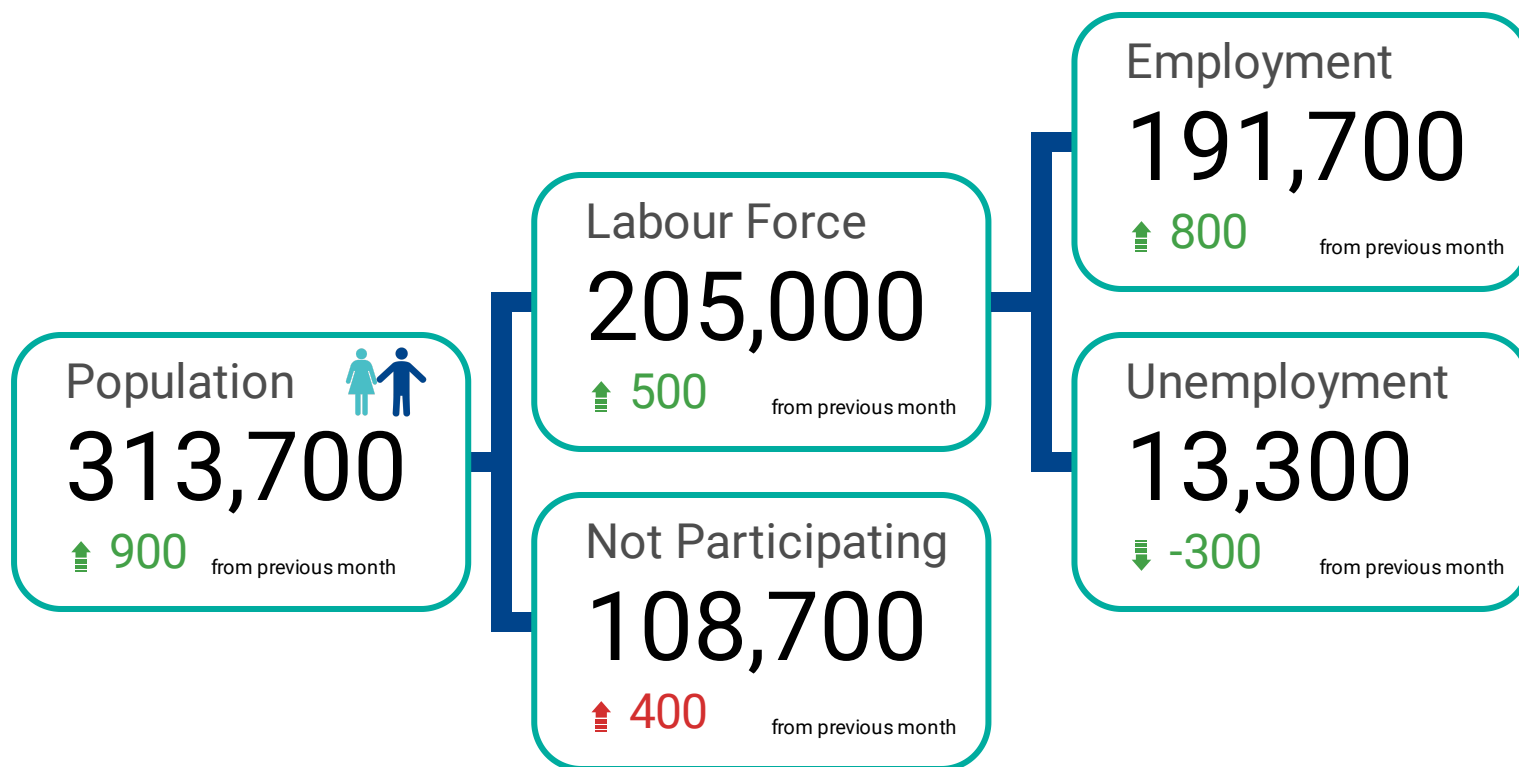 Population
313,700
900 from previous month
Labour Force
205,000
500 from previous month
Not Participating
108,700
400 from previous month
Employment
191,700
800 from previous month
Unemployment
13,300
-300 from previous month